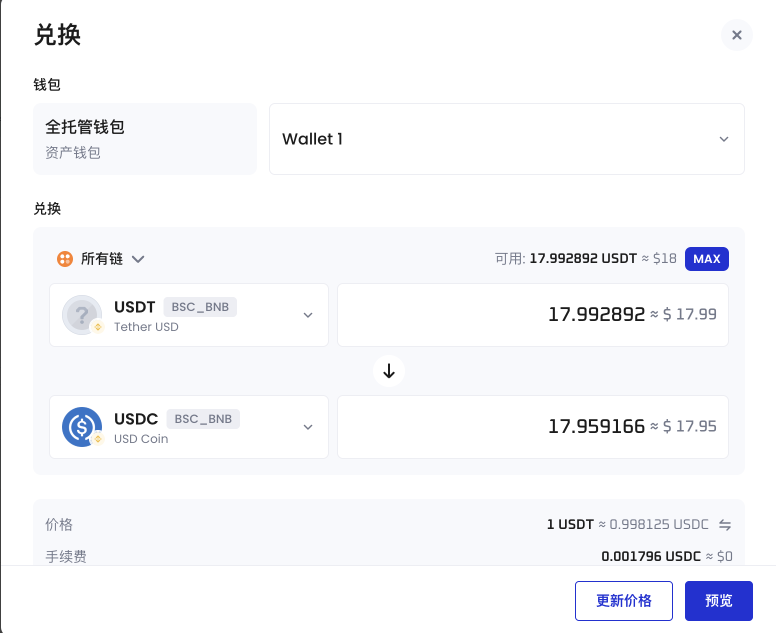 兑换
钱包
全托管钱包
资产钱包
Wallet 1
兑换
所有链
可用: 17.992892 USDT ≈ $18 MAX
USDT BSC_BNB
Tether USD
17.992892 ≈ $ 17.99
USDC BSC_BNB
USD Coin
17.959166 ≈ $ 17.95
价格
1 USDT ≈ 0.998125 USDC
手续费
0.001796 USDC ≈ $0
更新价格
预览